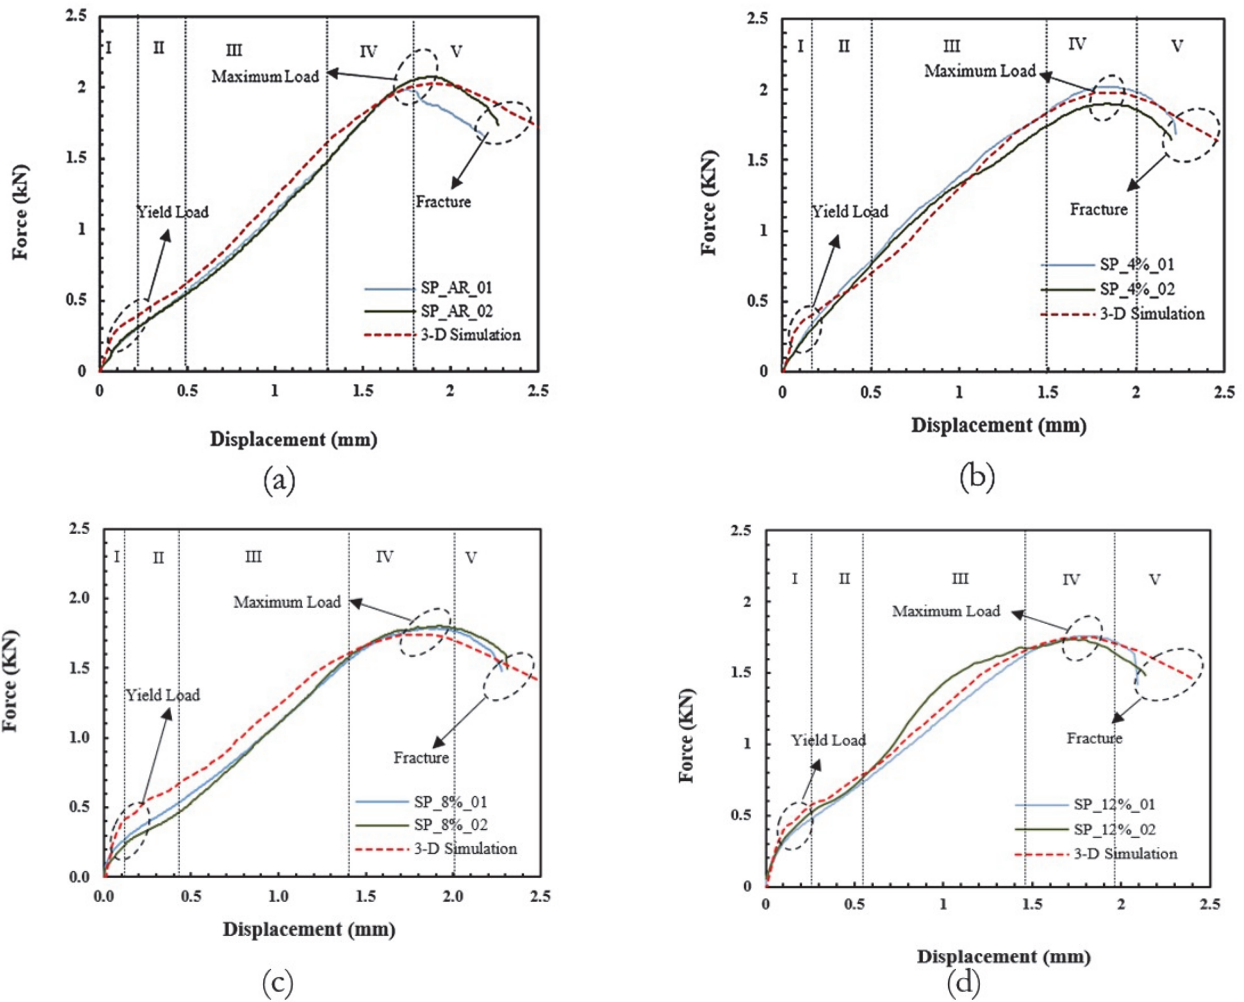 2.5
2
1.5
1
0.5
0
Force (kN)
I II III IV V
Maximum Load
Yield Load
Fracture
SP_AR_01
SP_AR_02
3-D Simulation
0 0.5 1 1.5 2 2.5
Displacement (mm)
(a)
2.5
2
1.5
1
0.5
0
Force (KN)
I II III IV V
Maximum Load
Yield Load
Fracture
SP_4%_01
SP_4%_02
3-D Simulation
0 0.5 1 1.5 2 2.5
Displacement (mm)
(b)
2.5
2.0
1.5
1.0
0.5
0.0
Force (KN)
I II III IV V
Maximum Load
Yield Load
Fracture
SP_8%_01
SP_8%_02
3-D Simulation
0.0 0.5 1.0 1.5 2.0 2.5
Displacement (mm)
(c)
2.5
2
1.5
1
0.5
0
Force (KN)
I II III IV V
Maximum Load
Yield Load
Fracture
SP_12%_01
SP_12%_02
3-D Simulation
0 0.5 1 1.5 2 2.5
Displacement (mm)
(d)